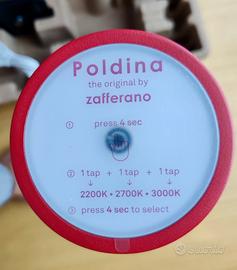 Poldina
the original by
zafferano
① press 4 sec
② 1 tap + 1 tap + 1 tap
↓ ↓ ↓
2200K • 2700K • 3000K
③ press 4 sec to select
subito